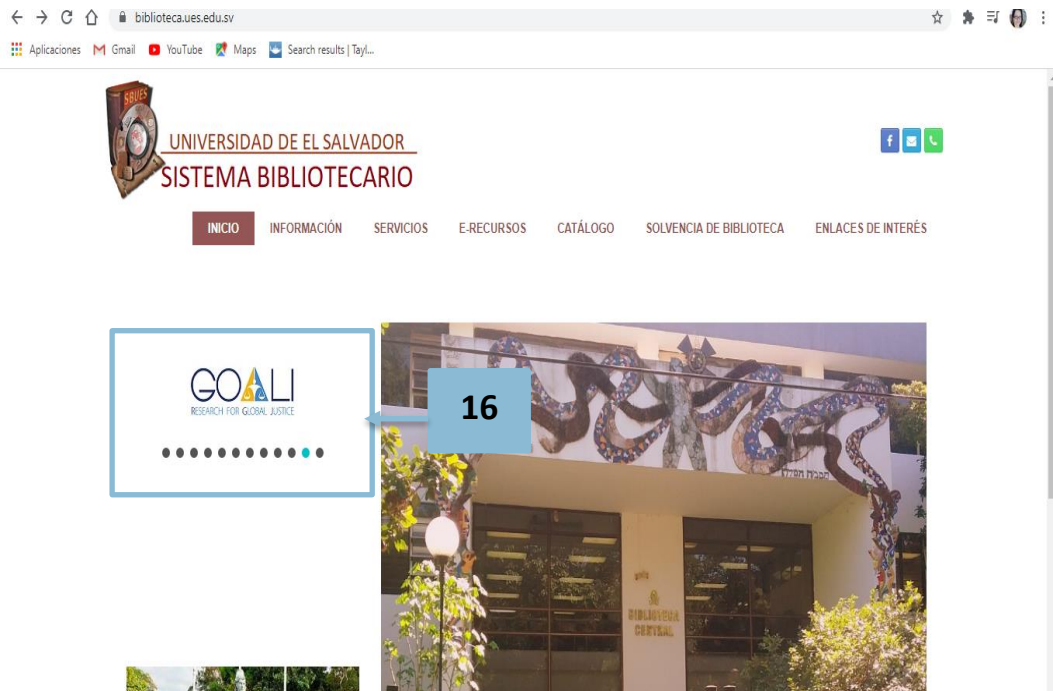 biblioteca.ues.edu.sv
Aplicaciones Gmail YouTube Maps Search results | Tayl...
SBUES
UNIVERSIDAD DE EL SALVADOR
SISTEMA BIBLIOTECARIO
INICIO INFORMACIÓN SERVICIOS E-RECURSOS CATÁLOGO SOLVENCIA DE BIBLIOTECA ENLACES DE INTERÉS
GOALI
RESEARCH FOR GLOBAL JUSTICE
16
BIBLIOTECA
CENTRAL